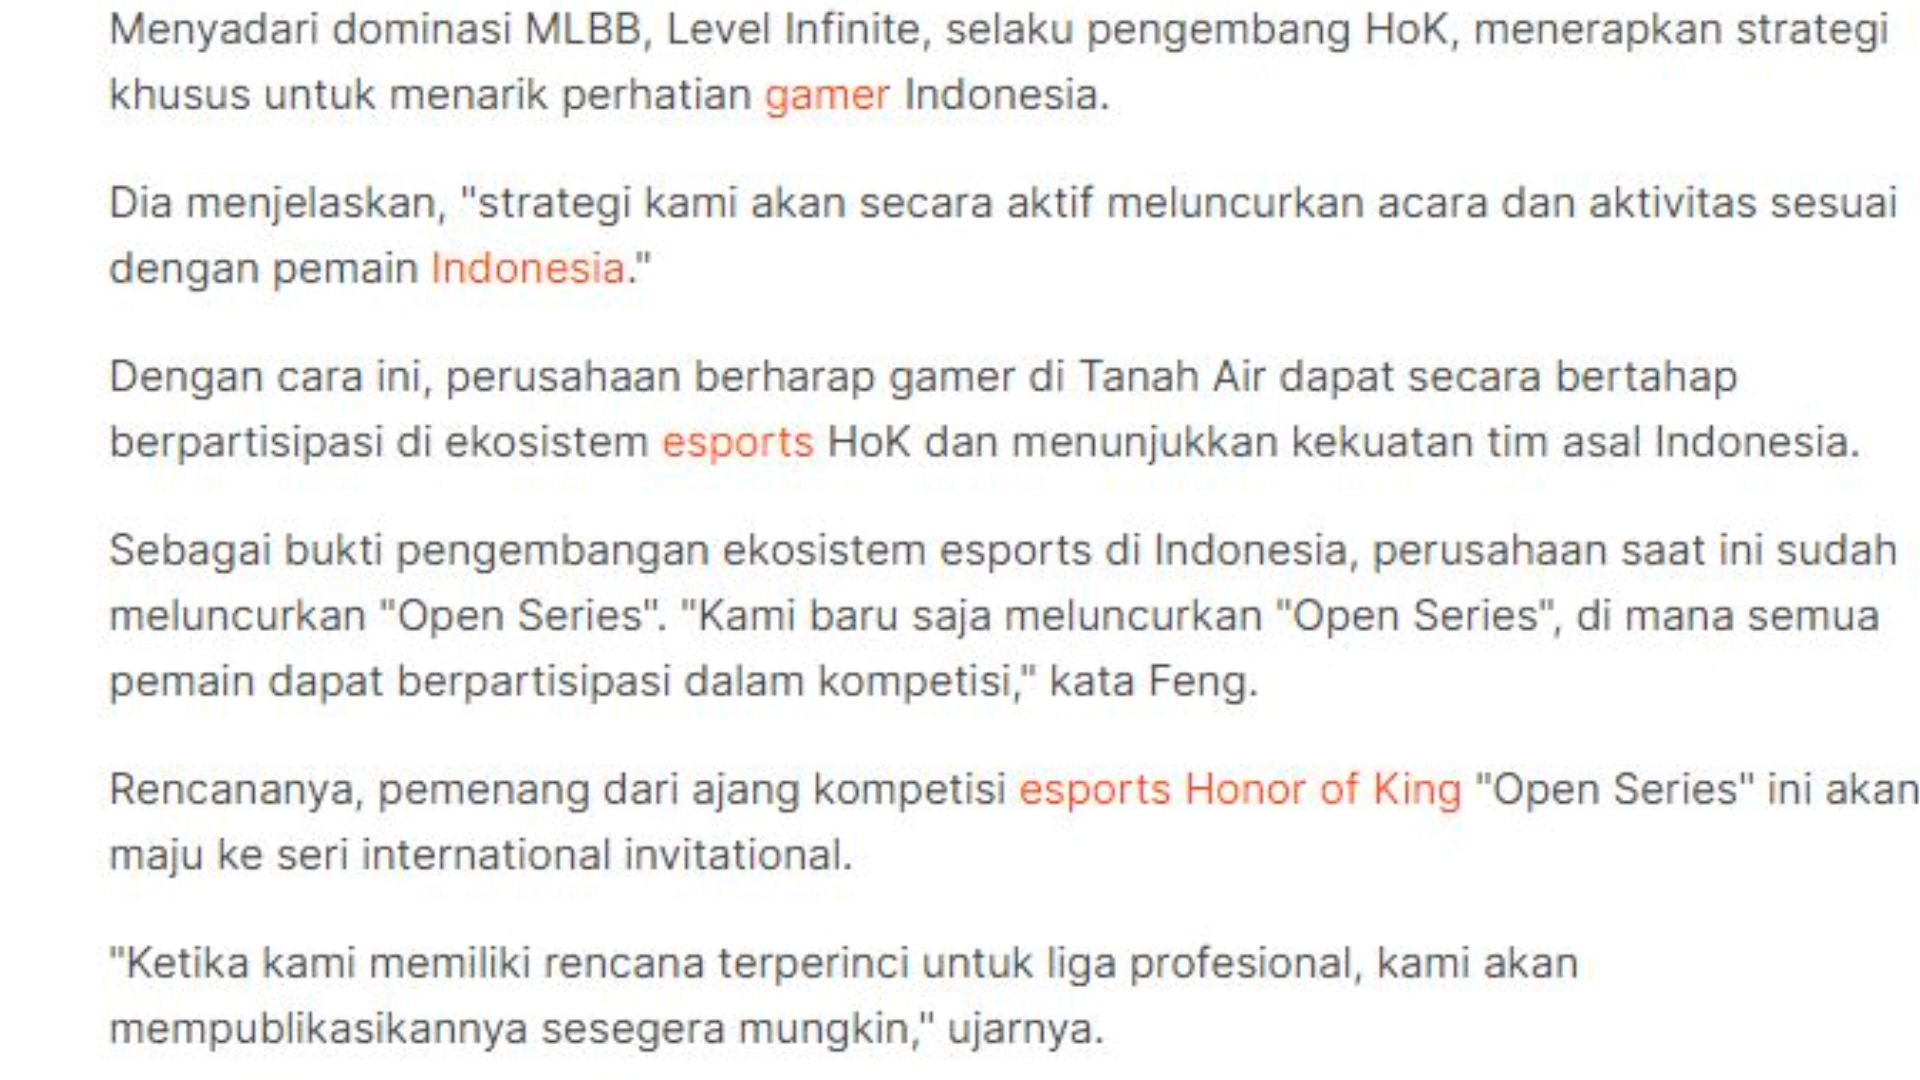 Menyadari dominasi MLBB, Level Infinite, selaku pengembang HoK, menerapkan strategi
khusus untuk menarik perhatian gamer Indonesia.
Dia menjelaskan, "strategi kami akan secara aktif meluncurkan acara dan aktivitas sesuai
dengan pemain Indonesia."
Dengan cara ini, perusahaan berharap gamer di Tanah Air dapat secara bertahap
berpartisipasi di ekosistem esports HoK dan menunjukkan kekuatan tim asal Indonesia.
Sebagai bukti pengembangan ekosistem esports di Indonesia, perusahaan saat ini sudah
meluncurkan "Open Series". "Kami baru saja meluncurkan "Open Series", di mana semua
pemain dapat berpartisipasi dalam kompetisi," kata Feng.
Rencananya, pemenang dari ajang kompetisi esports Honor of King "Open Series" ini akan
maju ke seri international invitational.
"Ketika kami memiliki rencana terperinci untuk liga profesional, kami akan
mempublikasikannya sesegera mungkin," ujarnya.